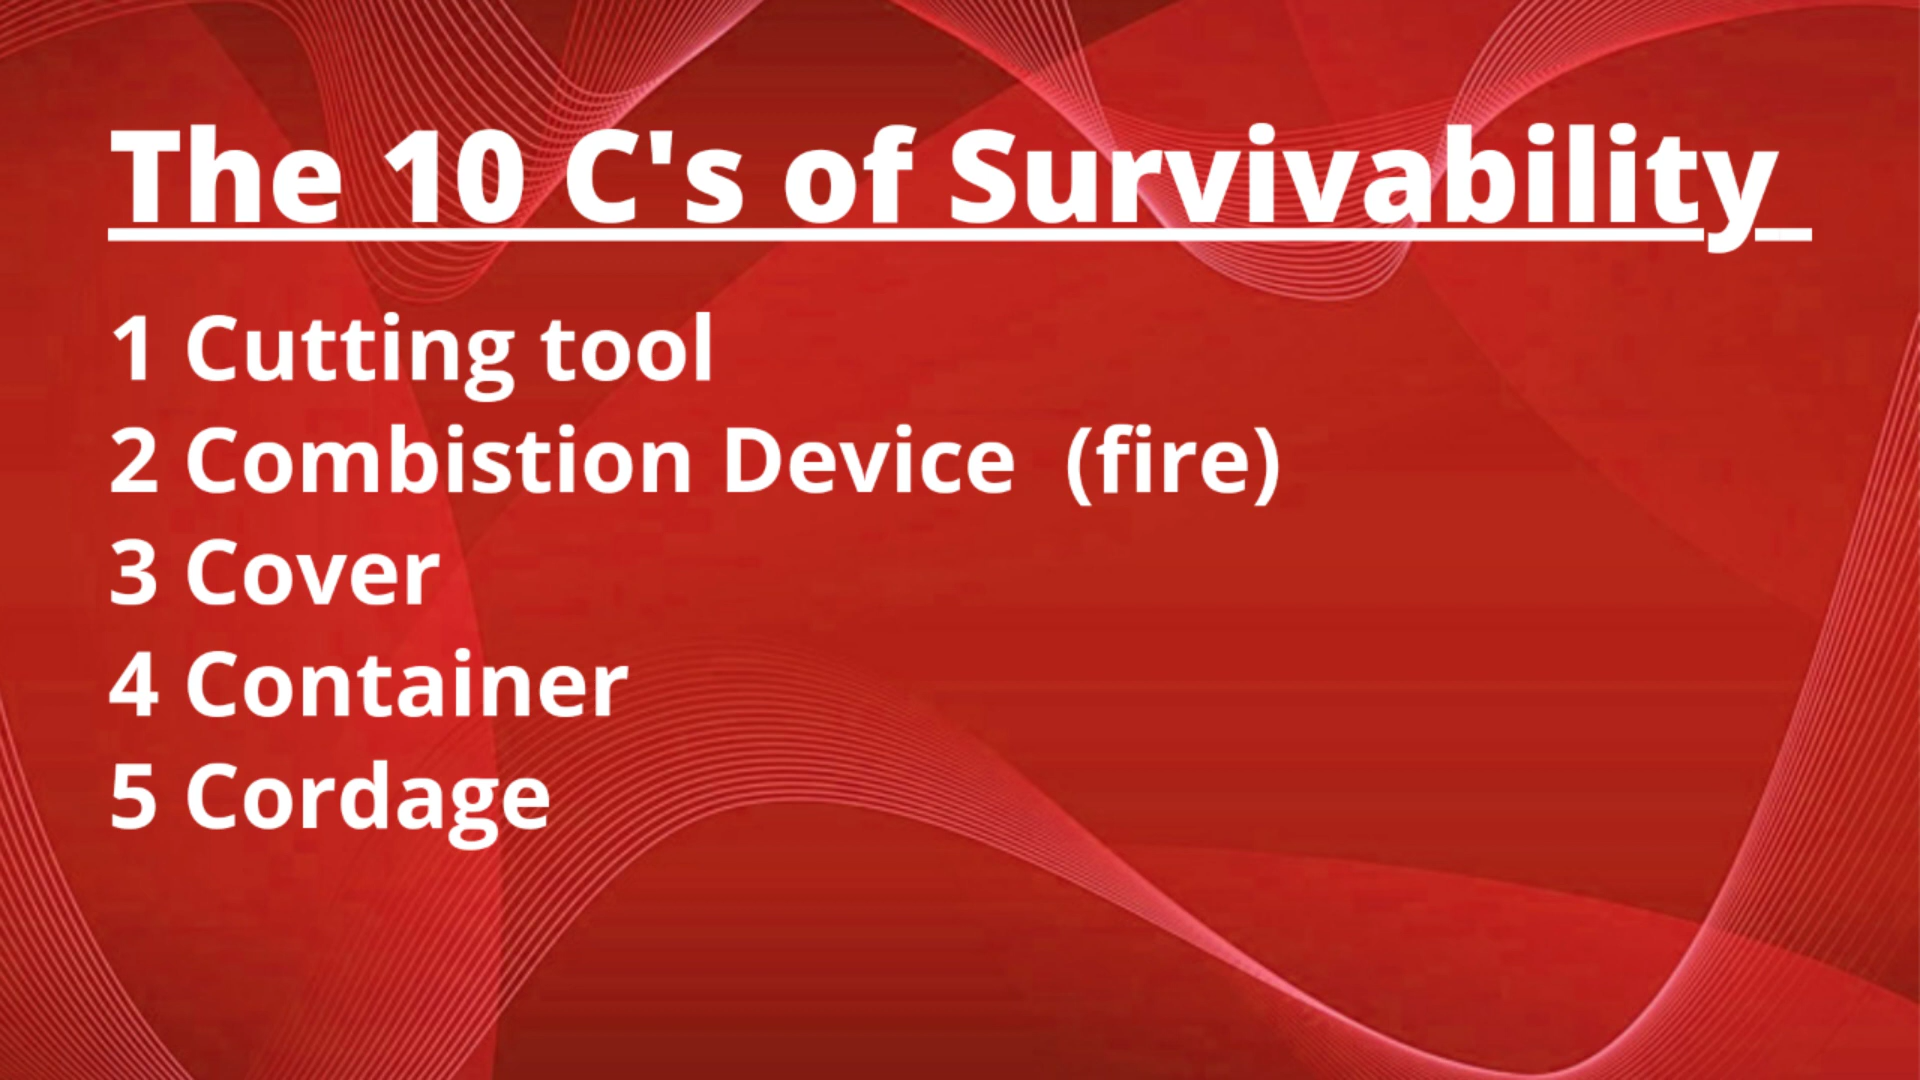 The 10 C's of Survivability
1 Cutting tool
2 Combistion Device (fire)
3 Cover
4 Container
5 Cordage